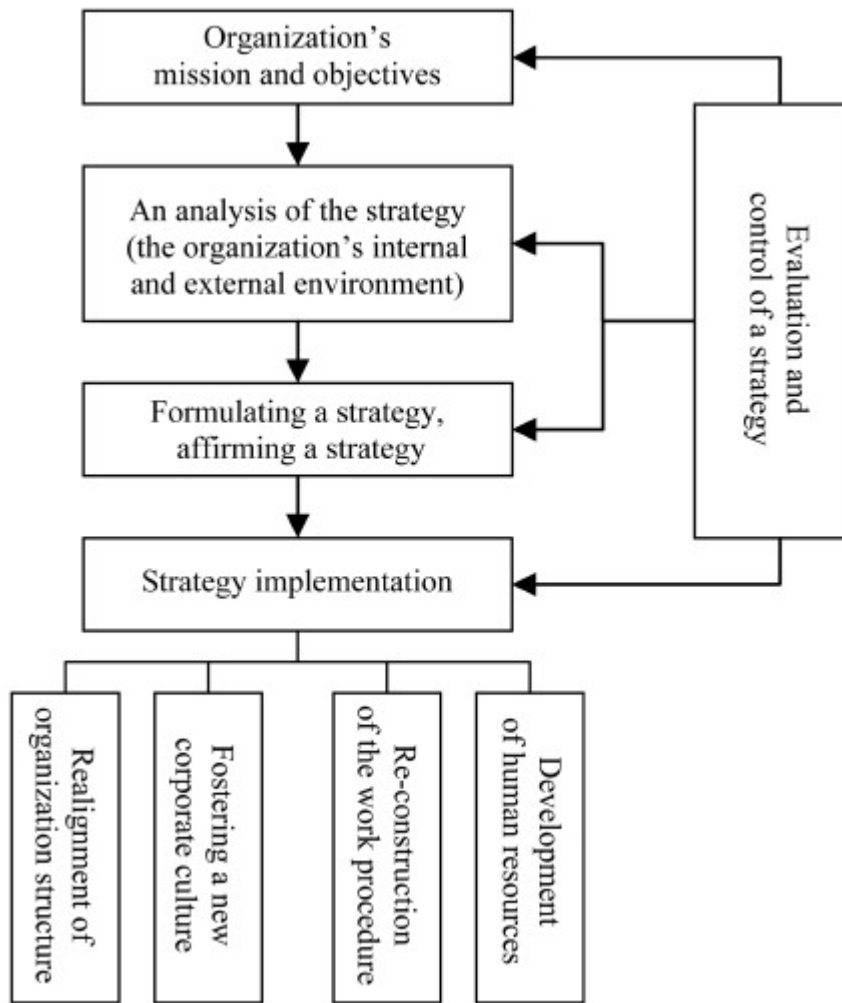 Organization’s
mission and objectives
An analysis of the strategy
(the organization’s internal
and external environment)
Formulating a strategy,
affirming a strategy
Strategy implementation
Evaluation and
control of a strategy
Realignment of
organization structure
Fostering a new
corporate culture
Re-construction
of the work procedure
Development
of human resources